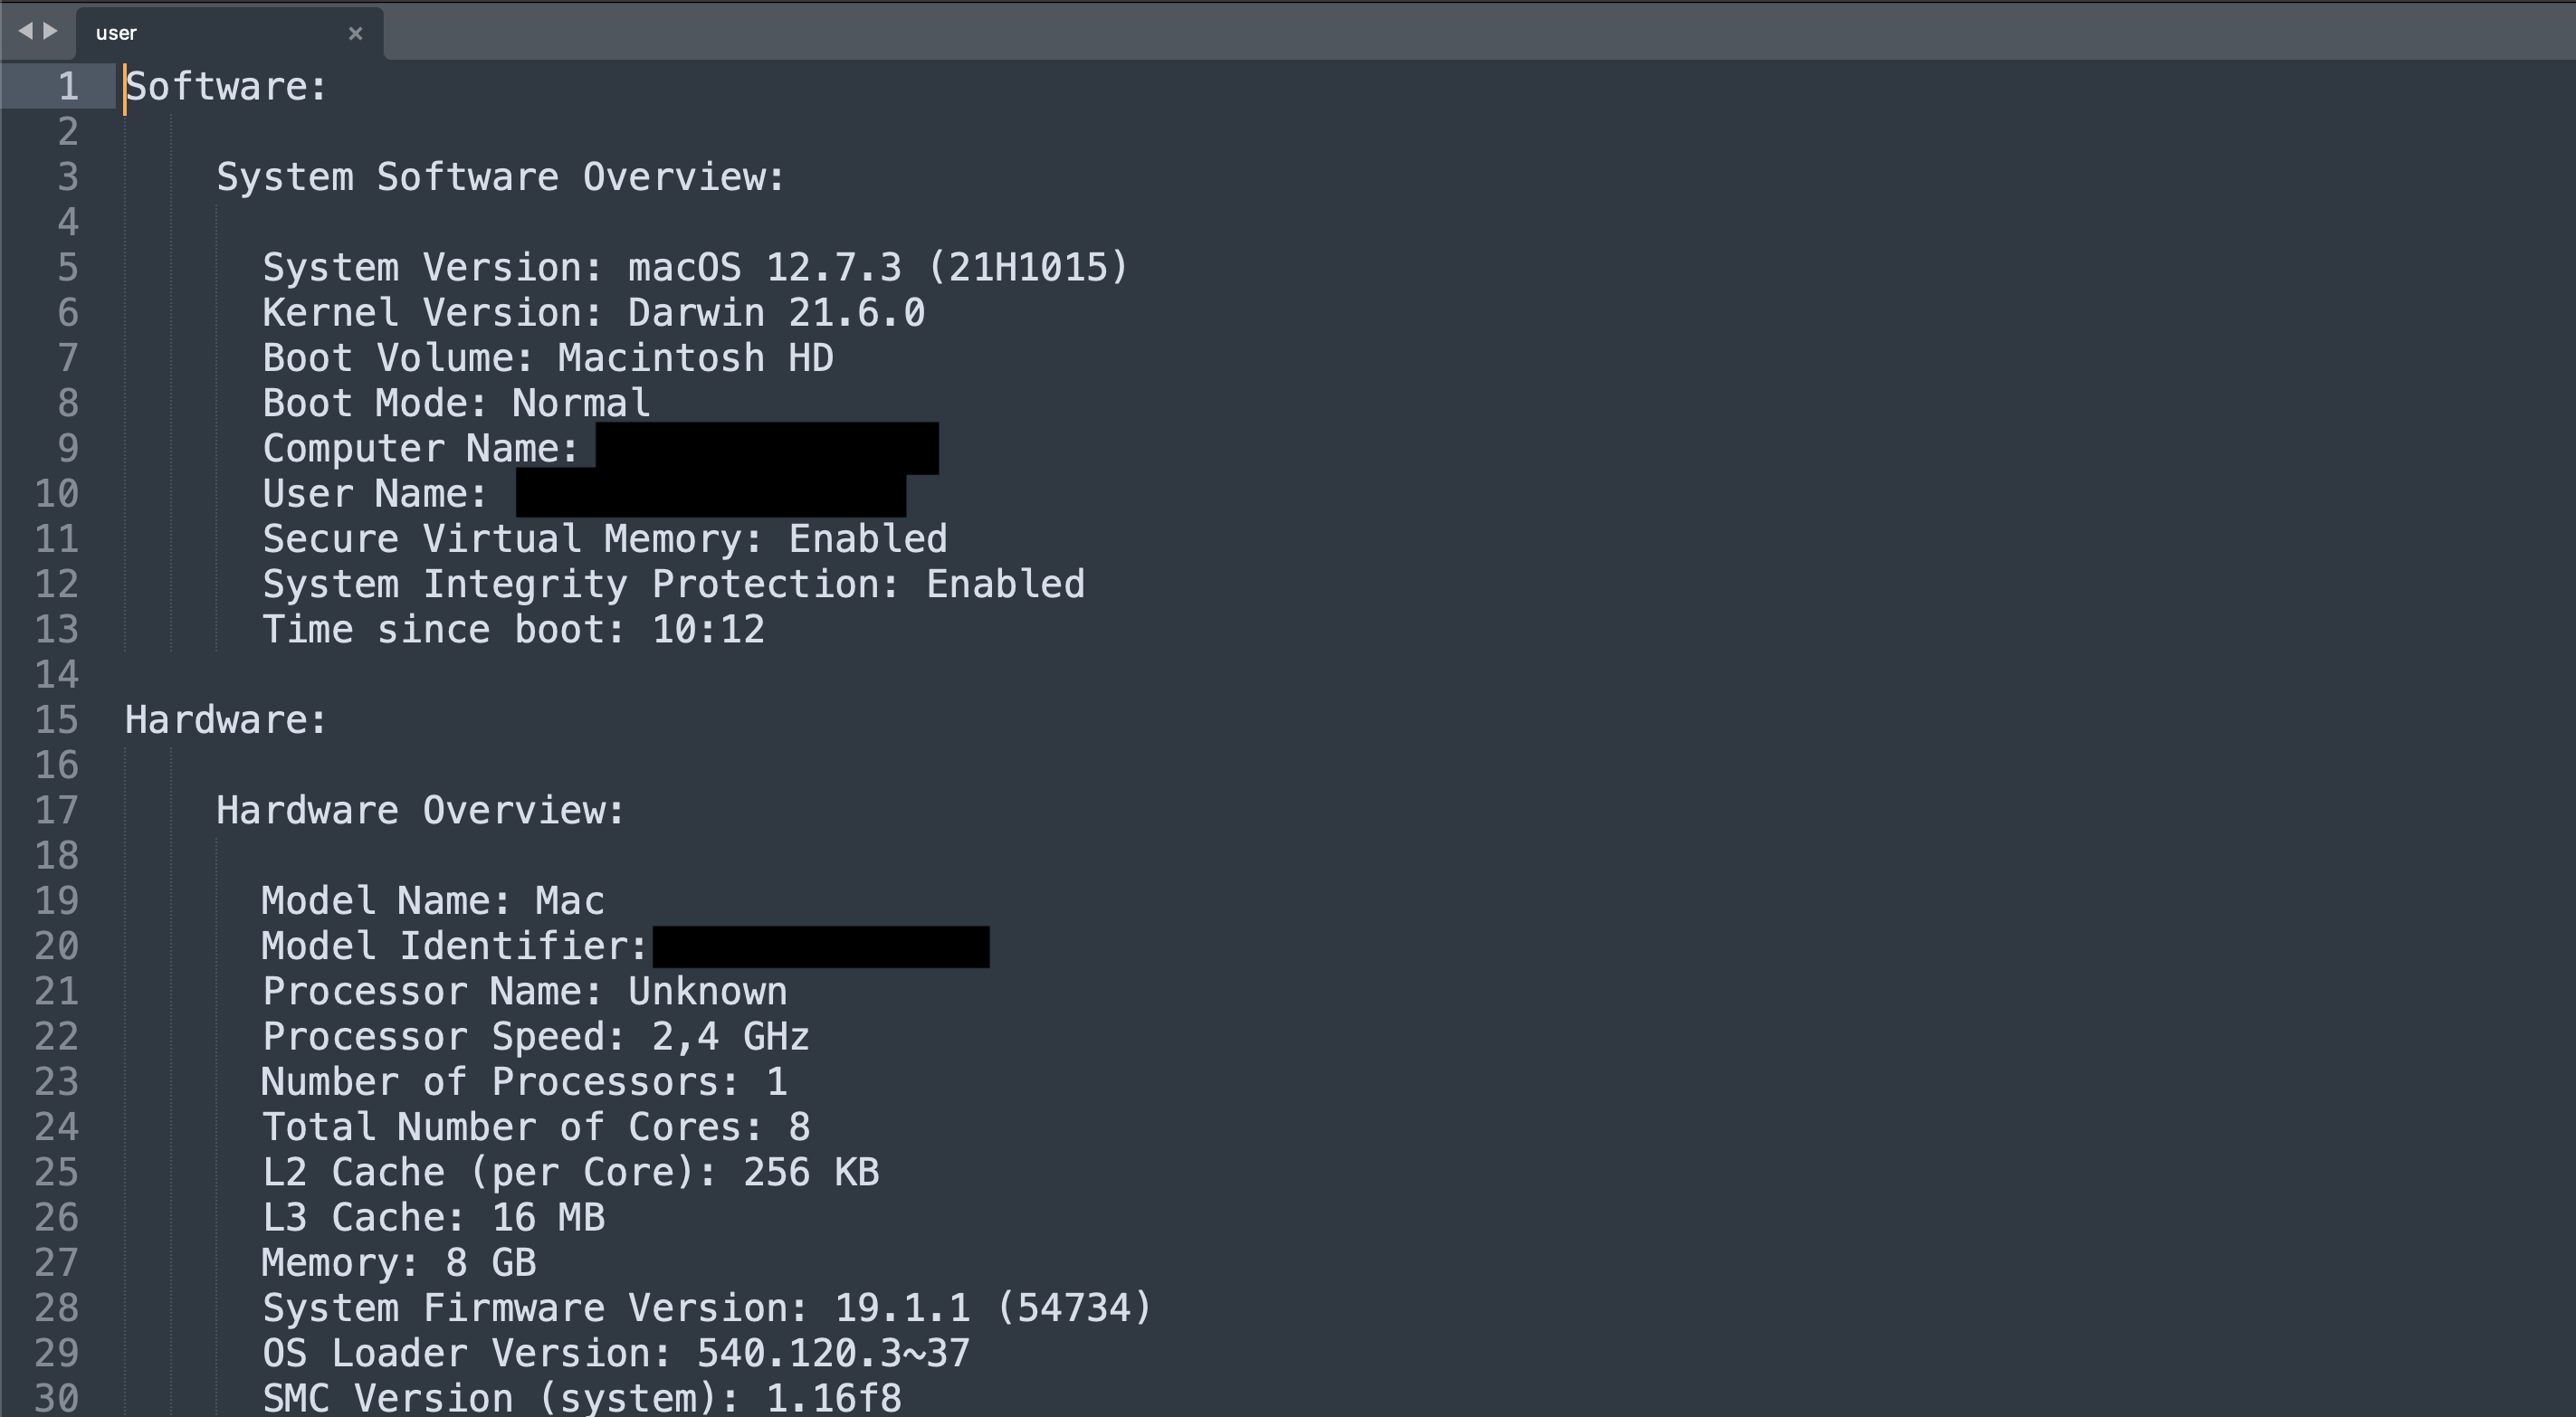 user ×
1 Software:
2
3 System Software Overview:
4
5 System Version: macOS 12.7.3 (21H1015)
6 Kernel Version: Darwin 21.6.0
7 Boot Volume: Macintosh HD
8 Boot Mode: Normal
9 Computer Name:
10 User Name:
11 Secure Virtual Memory: Enabled
12 System Integrity Protection: Enabled
13 Time since boot: 10:12
14
15 Hardware:
16
17 Hardware Overview:
18
19 Model Name: Mac
20 Model Identifier:
21 Processor Name: Unknown
22 Processor Speed: 2,4 GHz
23 Number of Processors: 1
24 Total Number of Cores: 8
25 L2 Cache (per Core): 256 KB
26 L3 Cache: 16 MB
27 Memory: 8 GB
28 System Firmware Version: 19.1.1 (54734)
29 OS Loader Version: 540.120.3~37
30 SMC Version (system): 1.16f8